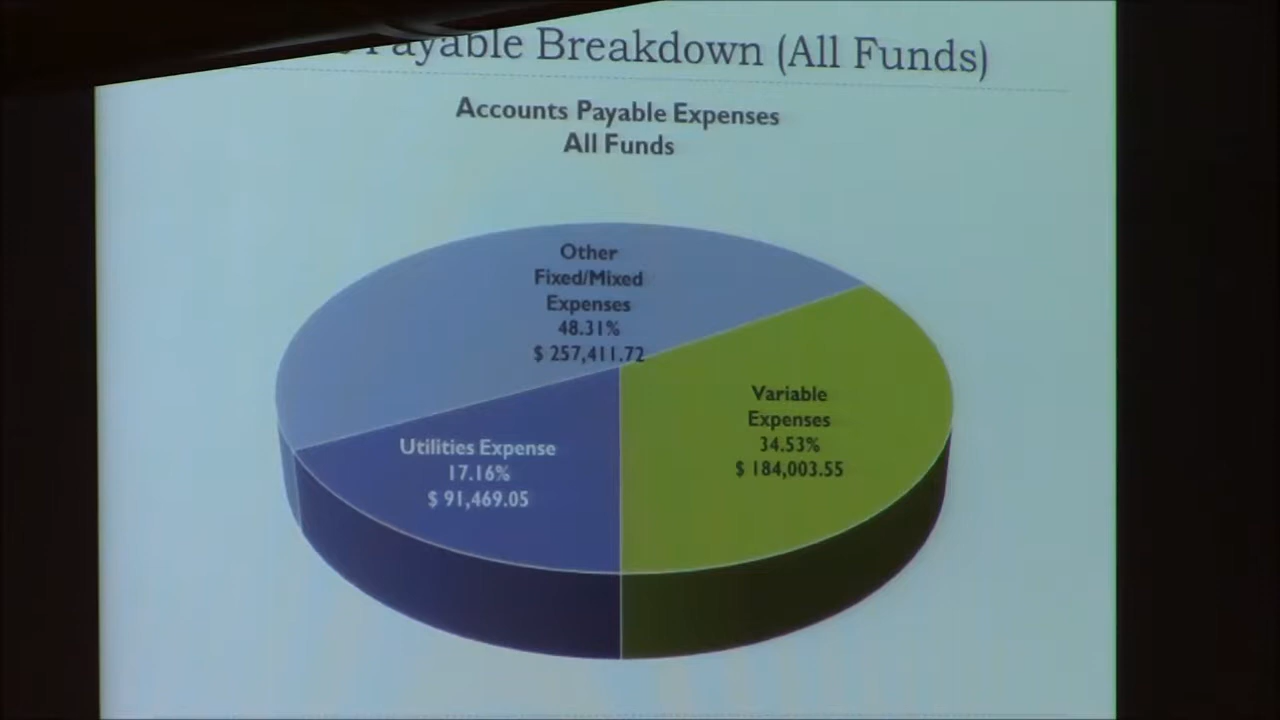 Payable Breakdown (All Funds)
Accounts Payable Expenses
All Funds
Other
Fixed/Mixed
Expenses
48.31%
$ 257,411.72
Variable
Expenses
34.53%
$ 184,003.55
Utilities Expense
17.16%
$ 91,469.05